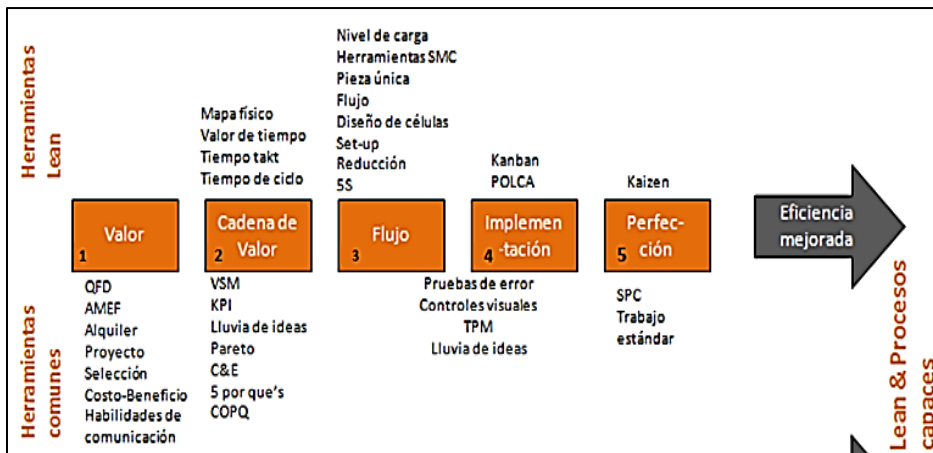 Herramientas
Lean
Mapa físico
Valor de tiempo
Tiempo takt
Tiempo de ciclo
Nivel de carga
Herramientas SMC
Pieza única
Flujo
Diseño de células
Set-up
Reducción
5S
Kanban
POLCA
Kaizen
Valor
1
Cadena de
Valor
2
Flujo
3
Implemen
-tación
4
Perfec-
ción
5
Eficiencia
mejorada
Herramientas
comunes
QFD
AMEF
Alquiler
Proyecto
Selección
Costo-Beneficio
Habilidades de
comunicación
VSM
KPI
Lluvia de ideas
Pareto
C&E
5 por que's
COPQ
Pruebas de error
Controles visuales
TPM
Lluvia de ideas
SPC
Trabajo
estándar
Lean & Procesos
capaces